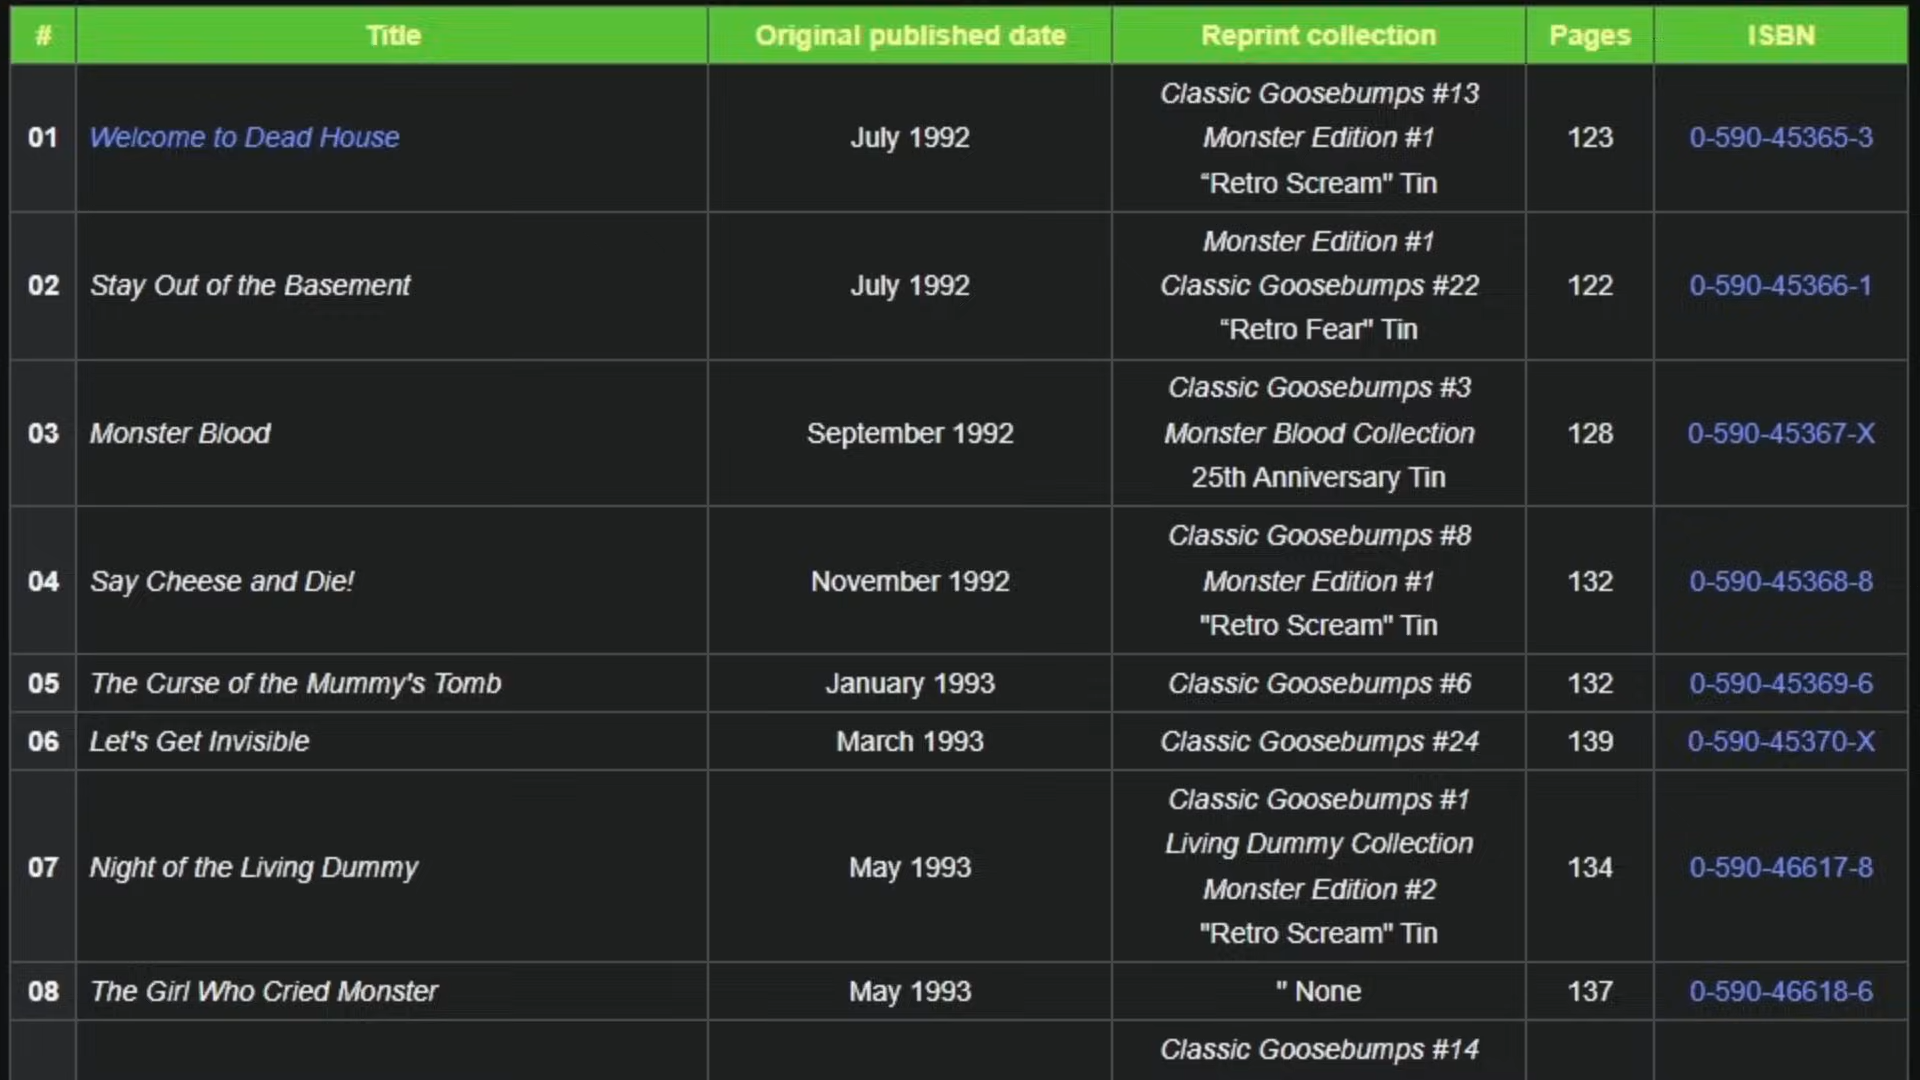 # Title Original published date Reprint collection Pages ISBN
Classic Goosebumps #13
01 Welcome to Dead House July 1992 Monster Edition #1 123 0-590-45365-3
“Retro Scream" Tin
Monster Edition #1
02 Stay Out of the Basement July 1992 Classic Goosebumps #22 122 0-590-45366-1
“Retro Fear" Tin
Classic Goosebumps #3
03 Monster Blood September 1992 Monster Blood Collection 128 0-590-45367-X
25th Anniversary Tin
Classic Goosebumps #8
04 Say Cheese and Die! November 1992 Monster Edition #1 132 0-590-45368-8
"Retro Scream" Tin
05 The Curse of the Mummy's Tomb January 1993 Classic Goosebumps #6 132 0-590-45369-6
06 Let's Get Invisible March 1993 Classic Goosebumps #24 139 0-590-45370-X
Classic Goosebumps #1
Living Dummy Collection
07 Night of the Living Dummy May 1993 134 0-590-46617-8
Monster Edition #2
"Retro Scream" Tin
08 The Girl Who Cried Monster May 1993 " None 137 0-590-46618-6
Classic Goosebumps #14